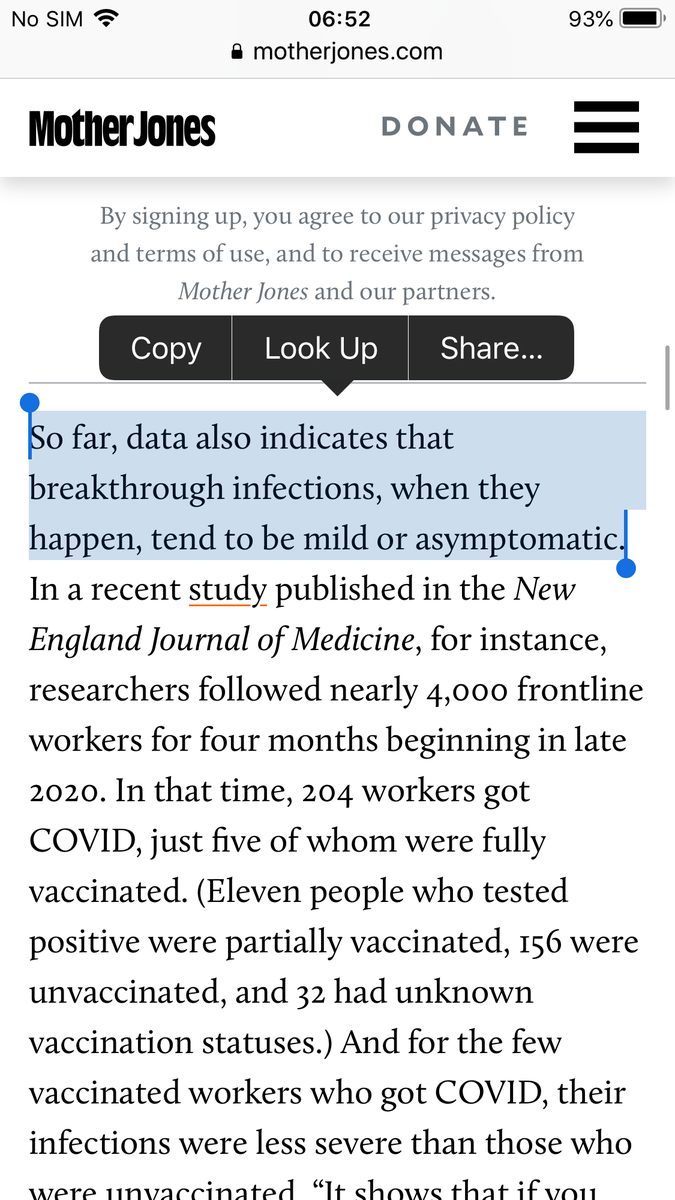 No SIM 06:52 93%
motherjones.com
Mother Jones DONATE
By signing up, you agree to our privacy policy
and terms of use, and to receive messages from
Mother Jones and our partners.
Copy Look Up Share...
So far, data also indicates that
breakthrough infections, when they
happen, tend to be mild or asymptomatic.
In a recent study published in the New
England Journal of Medicine, for instance,
researchers followed nearly 4,000 frontline
workers for four months beginning in late
2020. In that time, 204 workers got
COVID, just five of whom were fully
vaccinated. (Eleven people who tested
positive were partially vaccinated, 156 were
unvaccinated, and 32 had unknown
vaccination statuses.) And for the few
vaccinated workers who got COVID, their
infections were less severe than those who
were unvaccinated. “It shows that if you